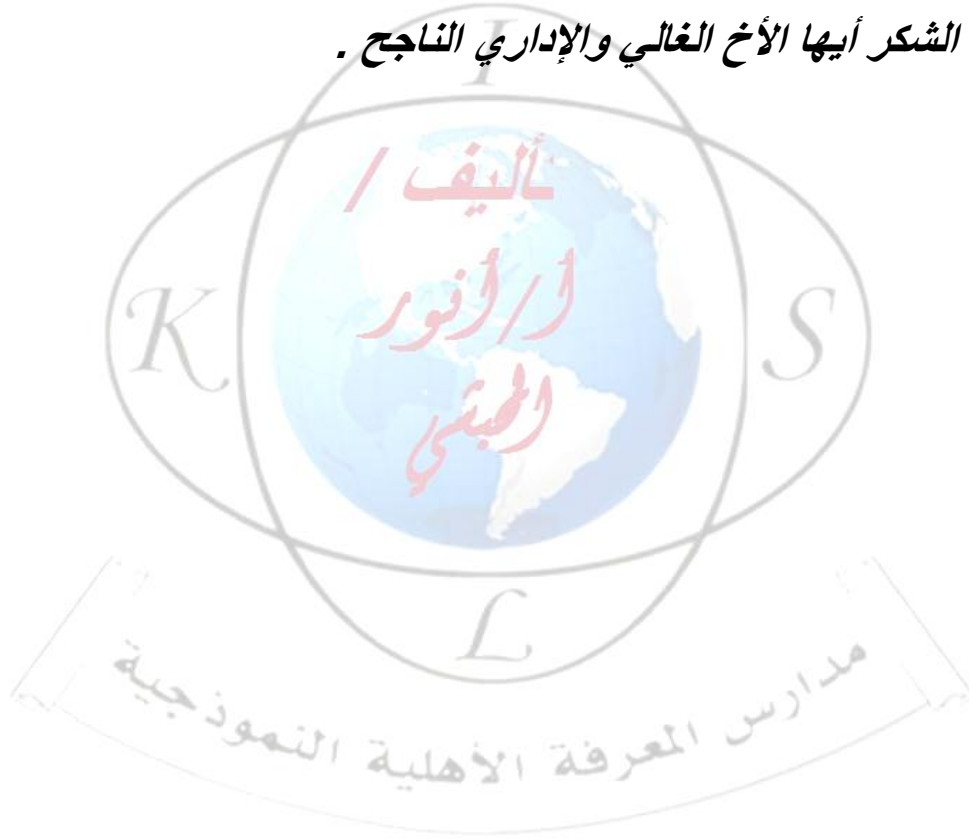 الشكر أيها الأخ الغالي والإداري الناجح .
تأليف /
أ/ أنور
الحبشي
I
K
S
L
مدارس المعرفة الأهلية النموذجية